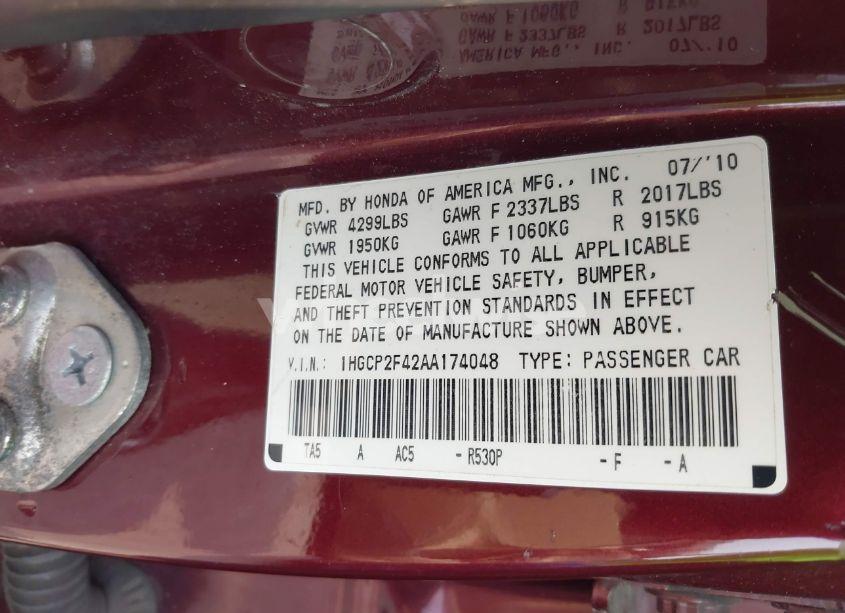 MFD. BY HONDA OF AMERICA MFG., INC. 07/'10
GVWR 4299LBS GAWR F 2337LBS R 2017LBS
GVWR 1950KG GAWR F 1060KG R 915KG
THIS VEHICLE CONFORMS TO ALL APPLICABLE
FEDERAL MOTOR VEHICLE SAFETY, BUMPER,
AND THEFT PREVENTION STANDARDS IN EFFECT
ON THE DATE OF MANUFACTURE SHOWN ABOVE.
V.I.N.: 1HGCP2F42AA174048 TYPE: PASSENGER CAR
TA5 A AC5 - R530P - F - A